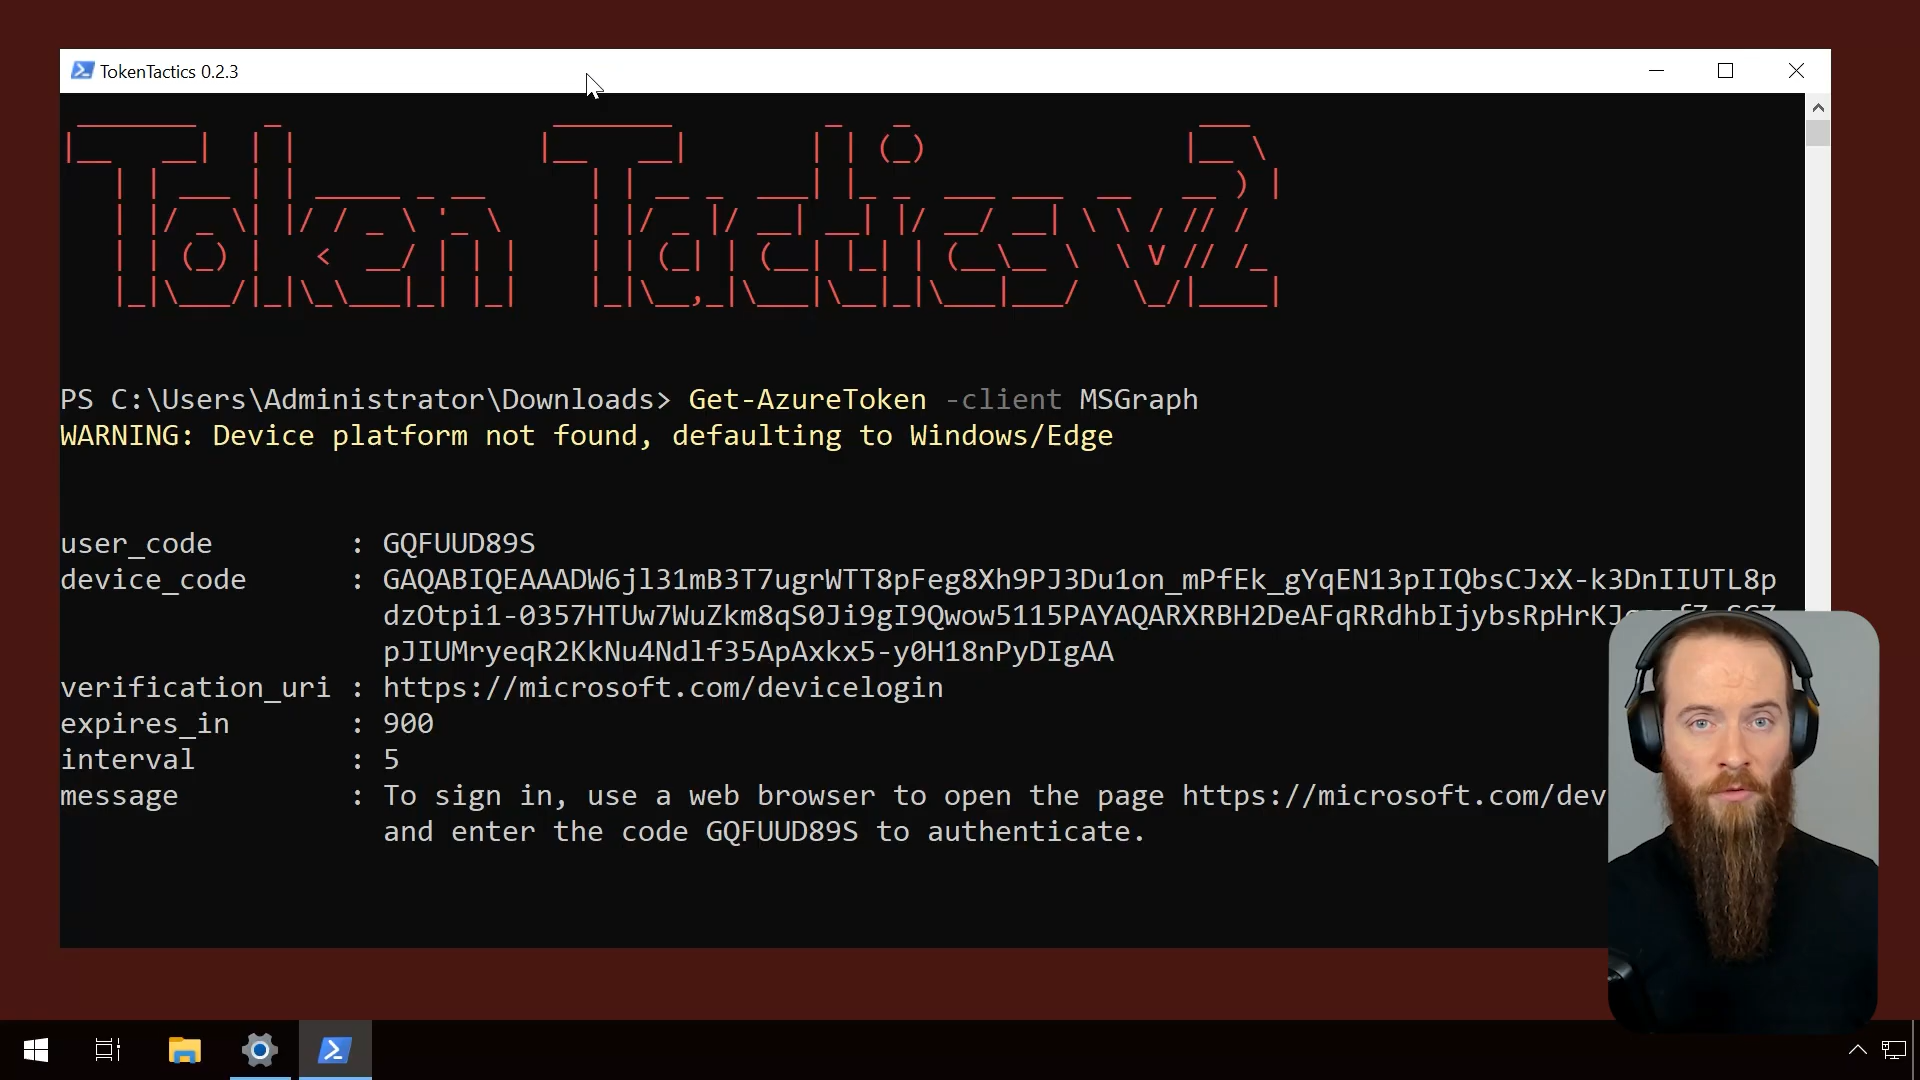 TokenTactics 0.2.3
Token Tactics v2
PS C:\Users\Administrator\Downloads> Get-AzureToken -client MSGraph
WARNING: Device platform not found, defaulting to Windows/Edge
user_code : GQFUUD89S
device_code : GAQABIQEAAADW6jl31mB3T7ugrWTT8pFeg8Xh9PJ3Du1on_mPfEk_gYqEN13pIIQbsCJxX-k3DnIIUTL8p
dzOtpi1-0357HTUw7WuZkm8qS0Ji9gI9Qwow5115PAYAQARXRBH2DeAFqRRdhbIjybsRpHrKJ
pJIUMryeqR2KkNu4Ndlf35ApAxkx5-y0H18nPyDIgAA
verification_uri : https://microsoft.com/devicelogin
expires_in : 900
interval : 5
message : To sign in, use a web browser to open the page https://microsoft.com/dev
and enter the code GQFUUD89S to authenticate.